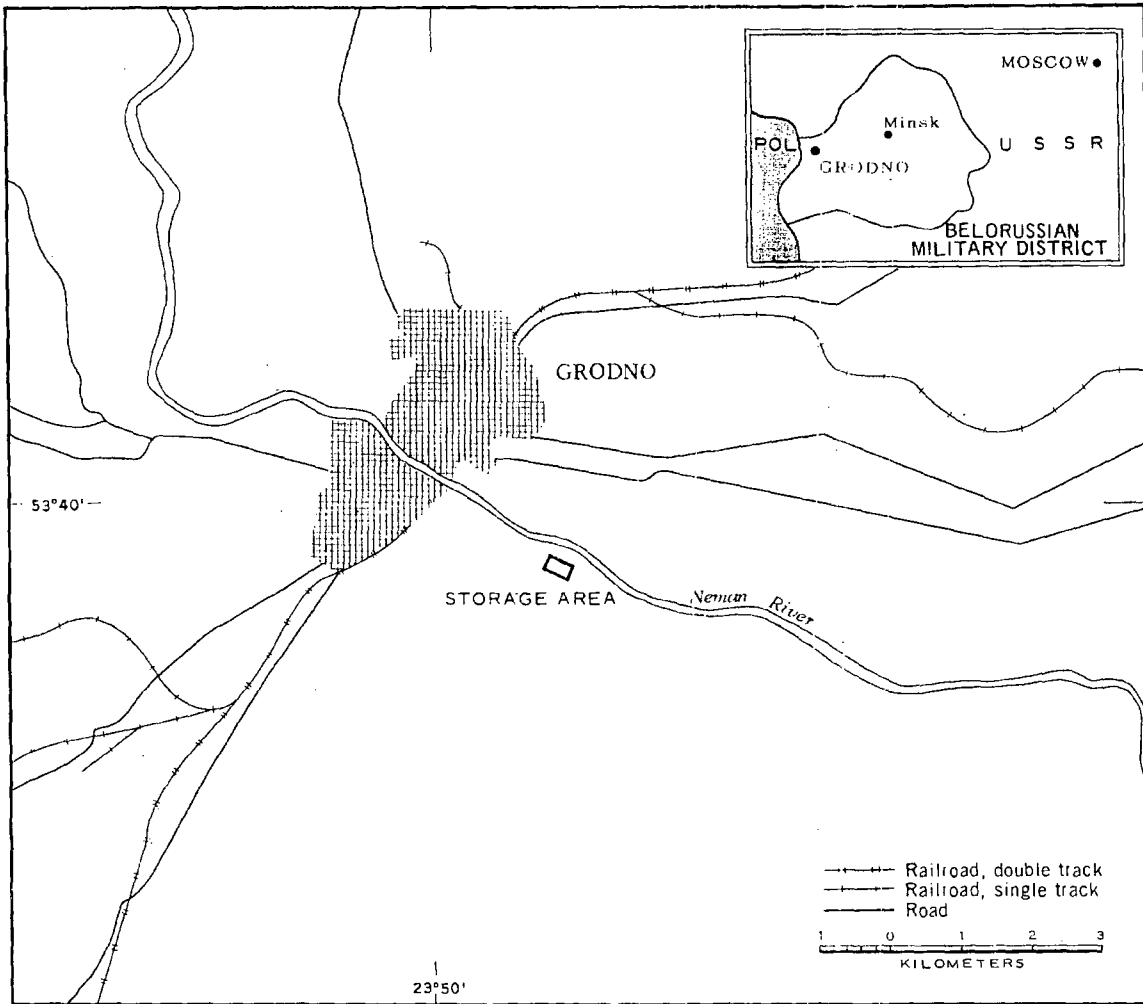 MOSCOW
Minsk
POL
U S S R
GRODNO
BELORUSSIAN
MILITARY DISTRICT
GRODNO
53°40'
STORAGE AREA
Neman River
Railroad, double track
Railroad, single track
Road
1 0 1 2 3
KILOMETERS
23°50'